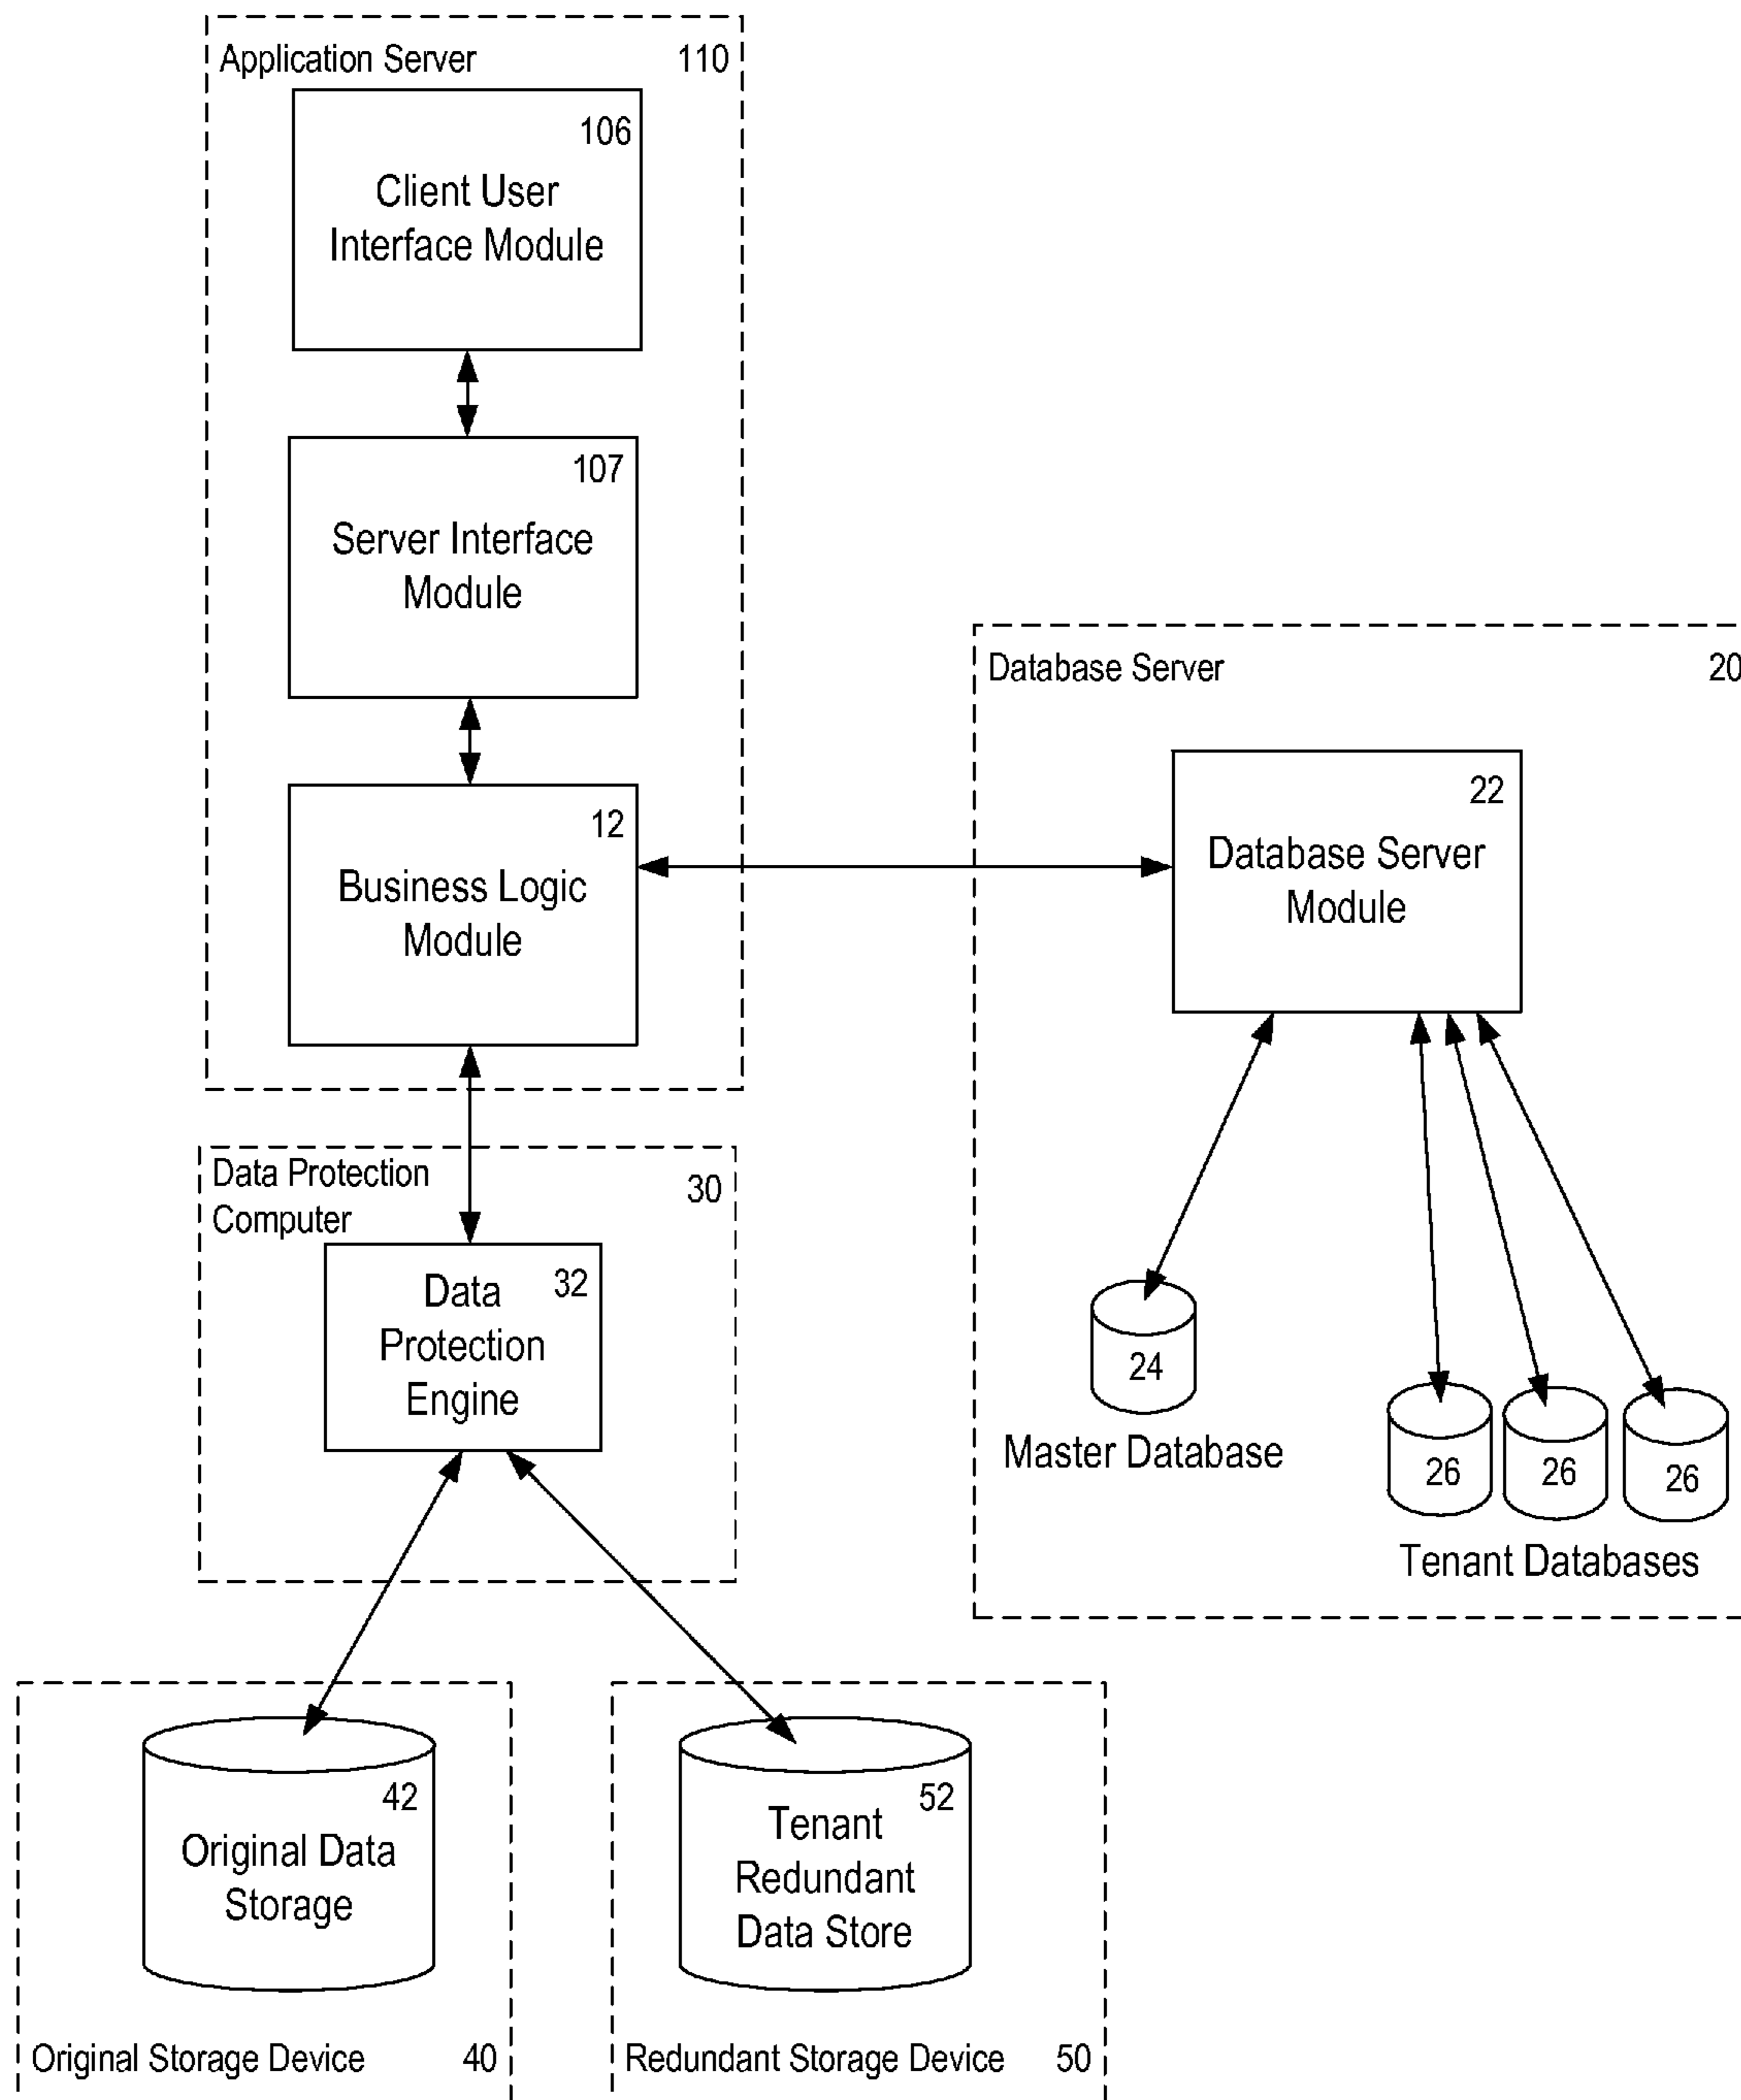 Application Server 110
106
Client User
Interface Module
107
Server Interface
Module
12
Business Logic
Module
Database Server 20
22
Database Server
Module
24
Master Database
26 26 26
Tenant Databases
Data Protection
Computer
30
32
Data
Protection
Engine
42
Original Data
Storage
Original Storage Device 40
52
Tenant
Redundant
Data Store
Redundant Storage Device 50